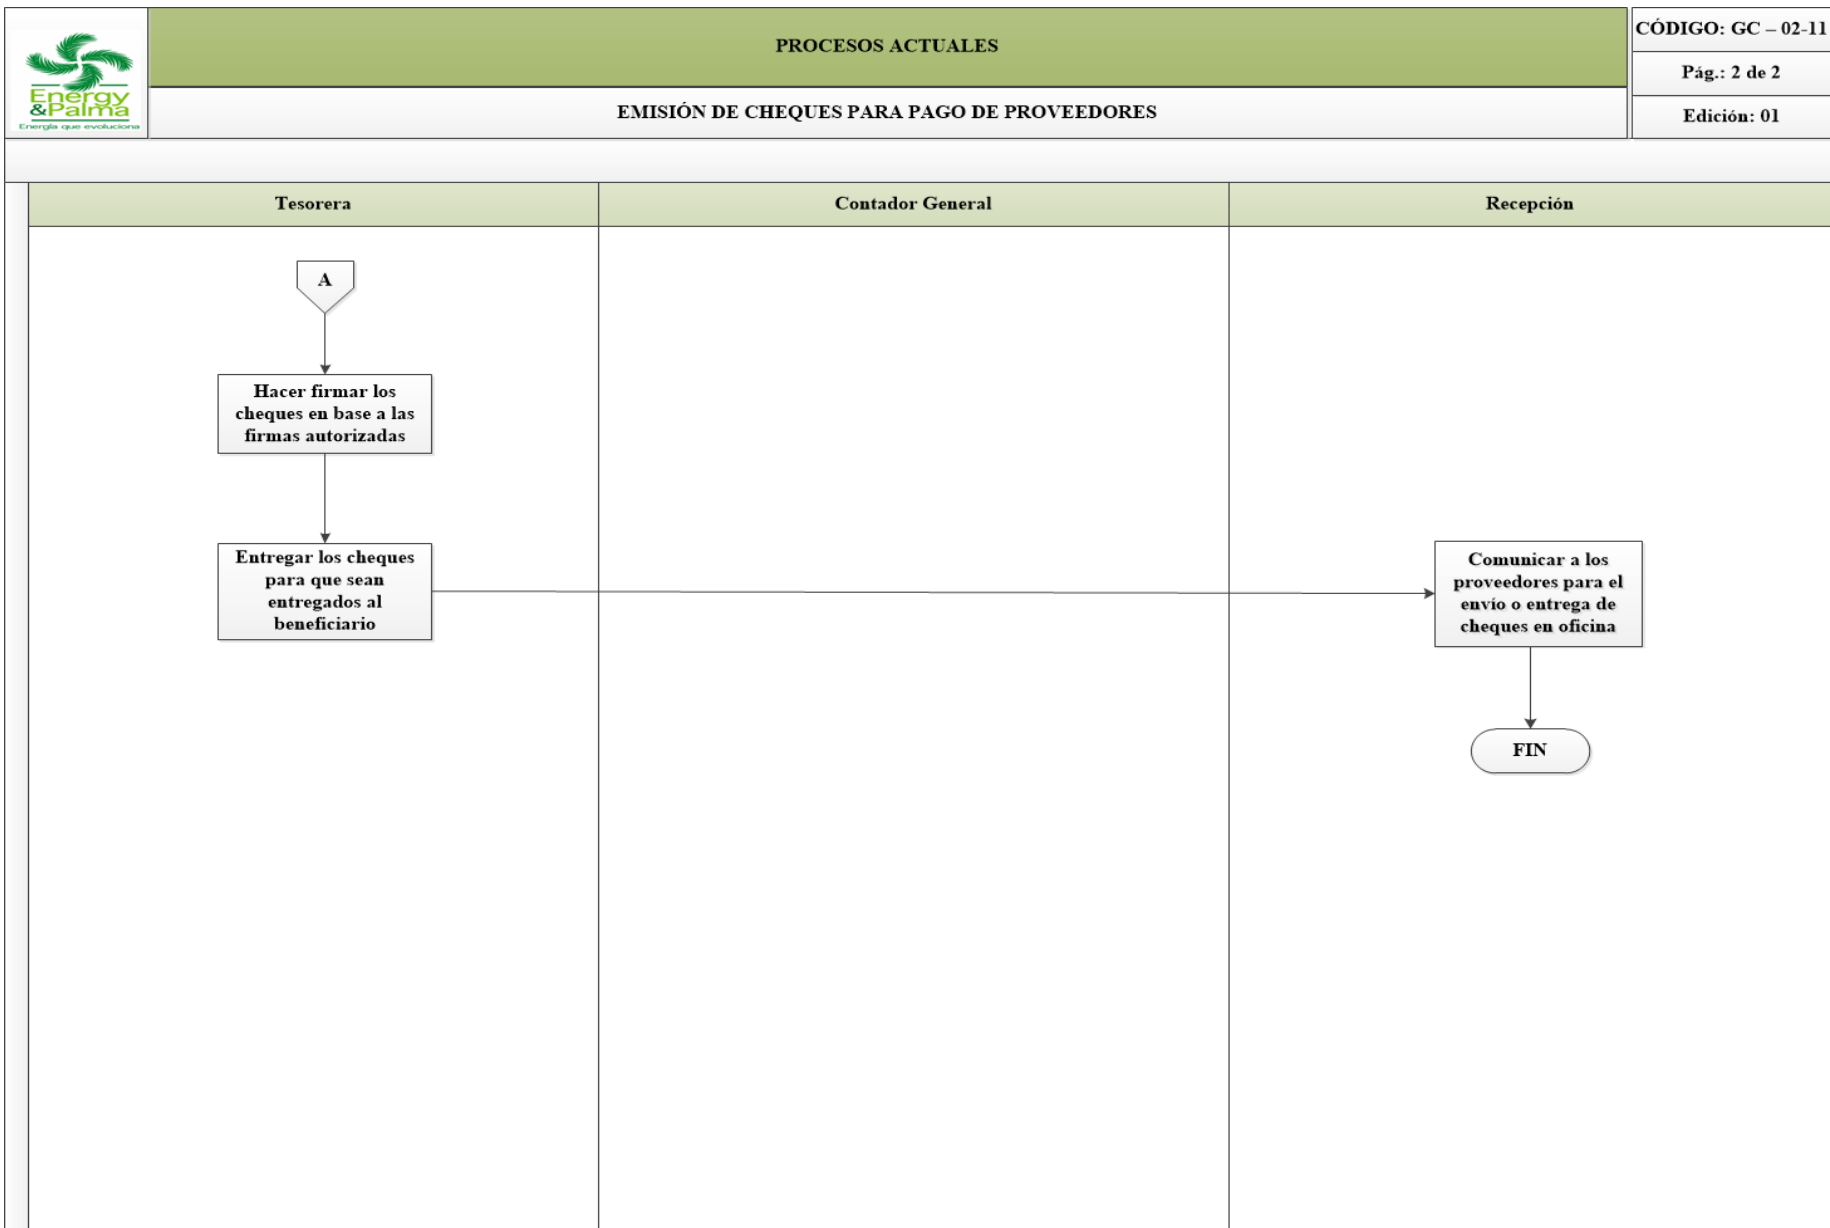 Energy
&Palma
Energía que evoluciona
PROCESOS ACTUALES
EMISIÓN DE CHEQUES PARA PAGO DE PROVEEDORES
CÓDIGO: GC – 02-11
Pág.: 2 de 2
Edición: 01
Tesorera
Contador General
Recepción
A
Hacer firmar los
cheques en base a las
firmas autorizadas
Entregar los cheques
para que sean
entregados al
beneficiario
Comunicar a los
proveedores para el
envío o entrega de
cheques en oficina
FIN